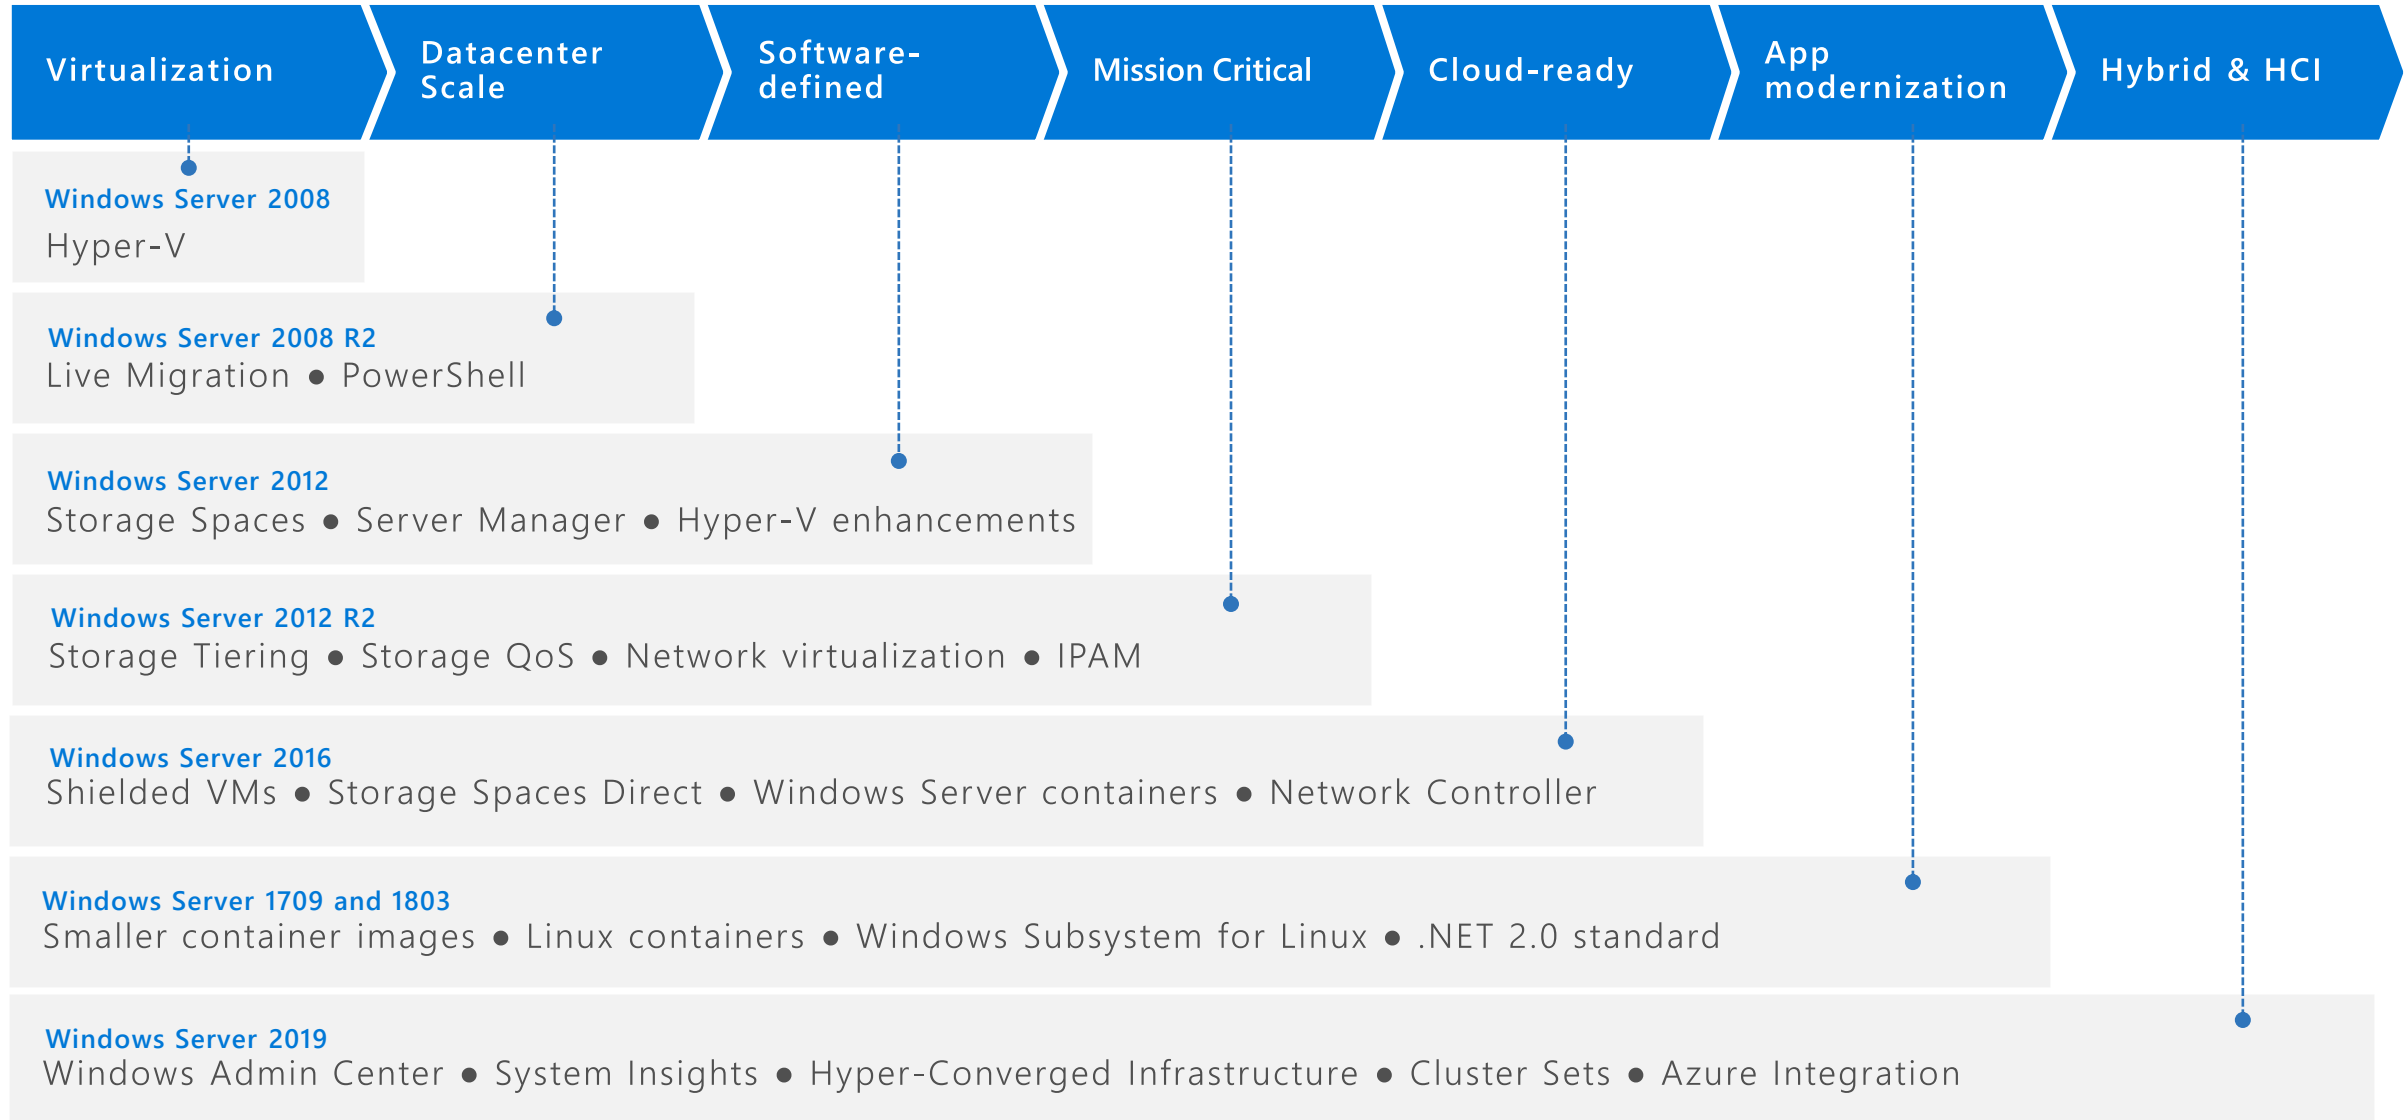 Virtualization
Datacenter
Scale
Software-
defined
Mission Critical
Cloud-ready
App
modernization
Hybrid & HCI
Windows Server 2008
Hyper-V
Windows Server 2008 R2
Live Migration ● PowerShell
Windows Server 2012
Storage Spaces ● Server Manager ● Hyper-V enhancements
Windows Server 2012 R2
Storage Tiering ● Storage QoS ● Network virtualization ● IPAM
Windows Server 2016
Shielded VMs ● Storage Spaces Direct ● Windows Server containers ● Network Controller
Windows Server 1709 and 1803
Smaller container images ● Linux containers ● Windows Subsystem for Linux ● .NET 2.0 standard
Windows Server 2019
Windows Admin Center ● System Insights ● Hyper-Converged Infrastructure ● Cluster Sets ● Azure Integration